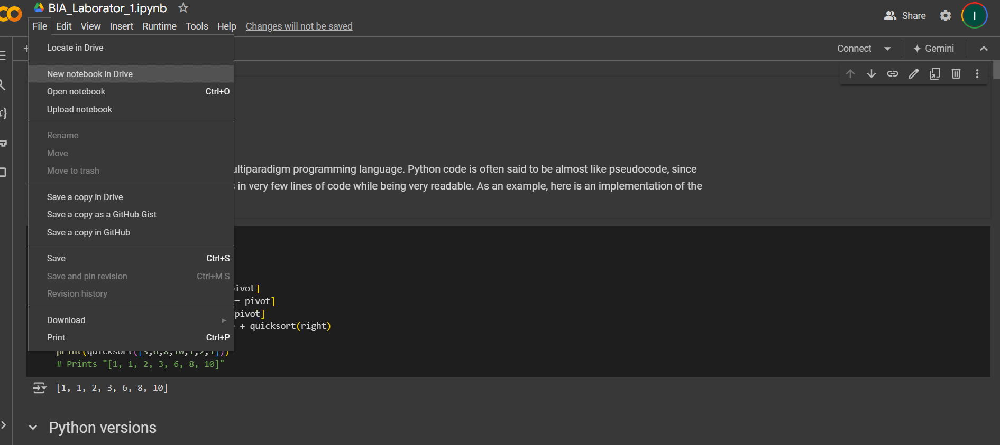 BIA_Laborator_1.ipynb
File Edit View Insert Runtime Tools Help Changes will not be saved
Share
I
Locate in Drive
Connect
Gemini
New notebook in Drive
Open notebook Ctrl+O
Upload notebook
Rename
Move
Move to trash
ultiparadigm programming language. Python code is often said to be almost like pseudocode, since
in very few lines of code while being very readable. As an example, here is an implementation of the
Save a copy in Drive
Save a copy as a GitHub Gist
Save a copy in GitHub
Save Ctrl+S
Save and pin revision Ctrl+M S
Revision history
Download
Print Ctrl+P
ivot]
= pivot]
pivot]
+ quicksort(right)
print(quicksort([3,6,8,10,1,2,1]))
# Prints "[1, 1, 2, 3, 6, 8, 10]"
[1, 1, 2, 3, 6, 8, 10]
Python versions